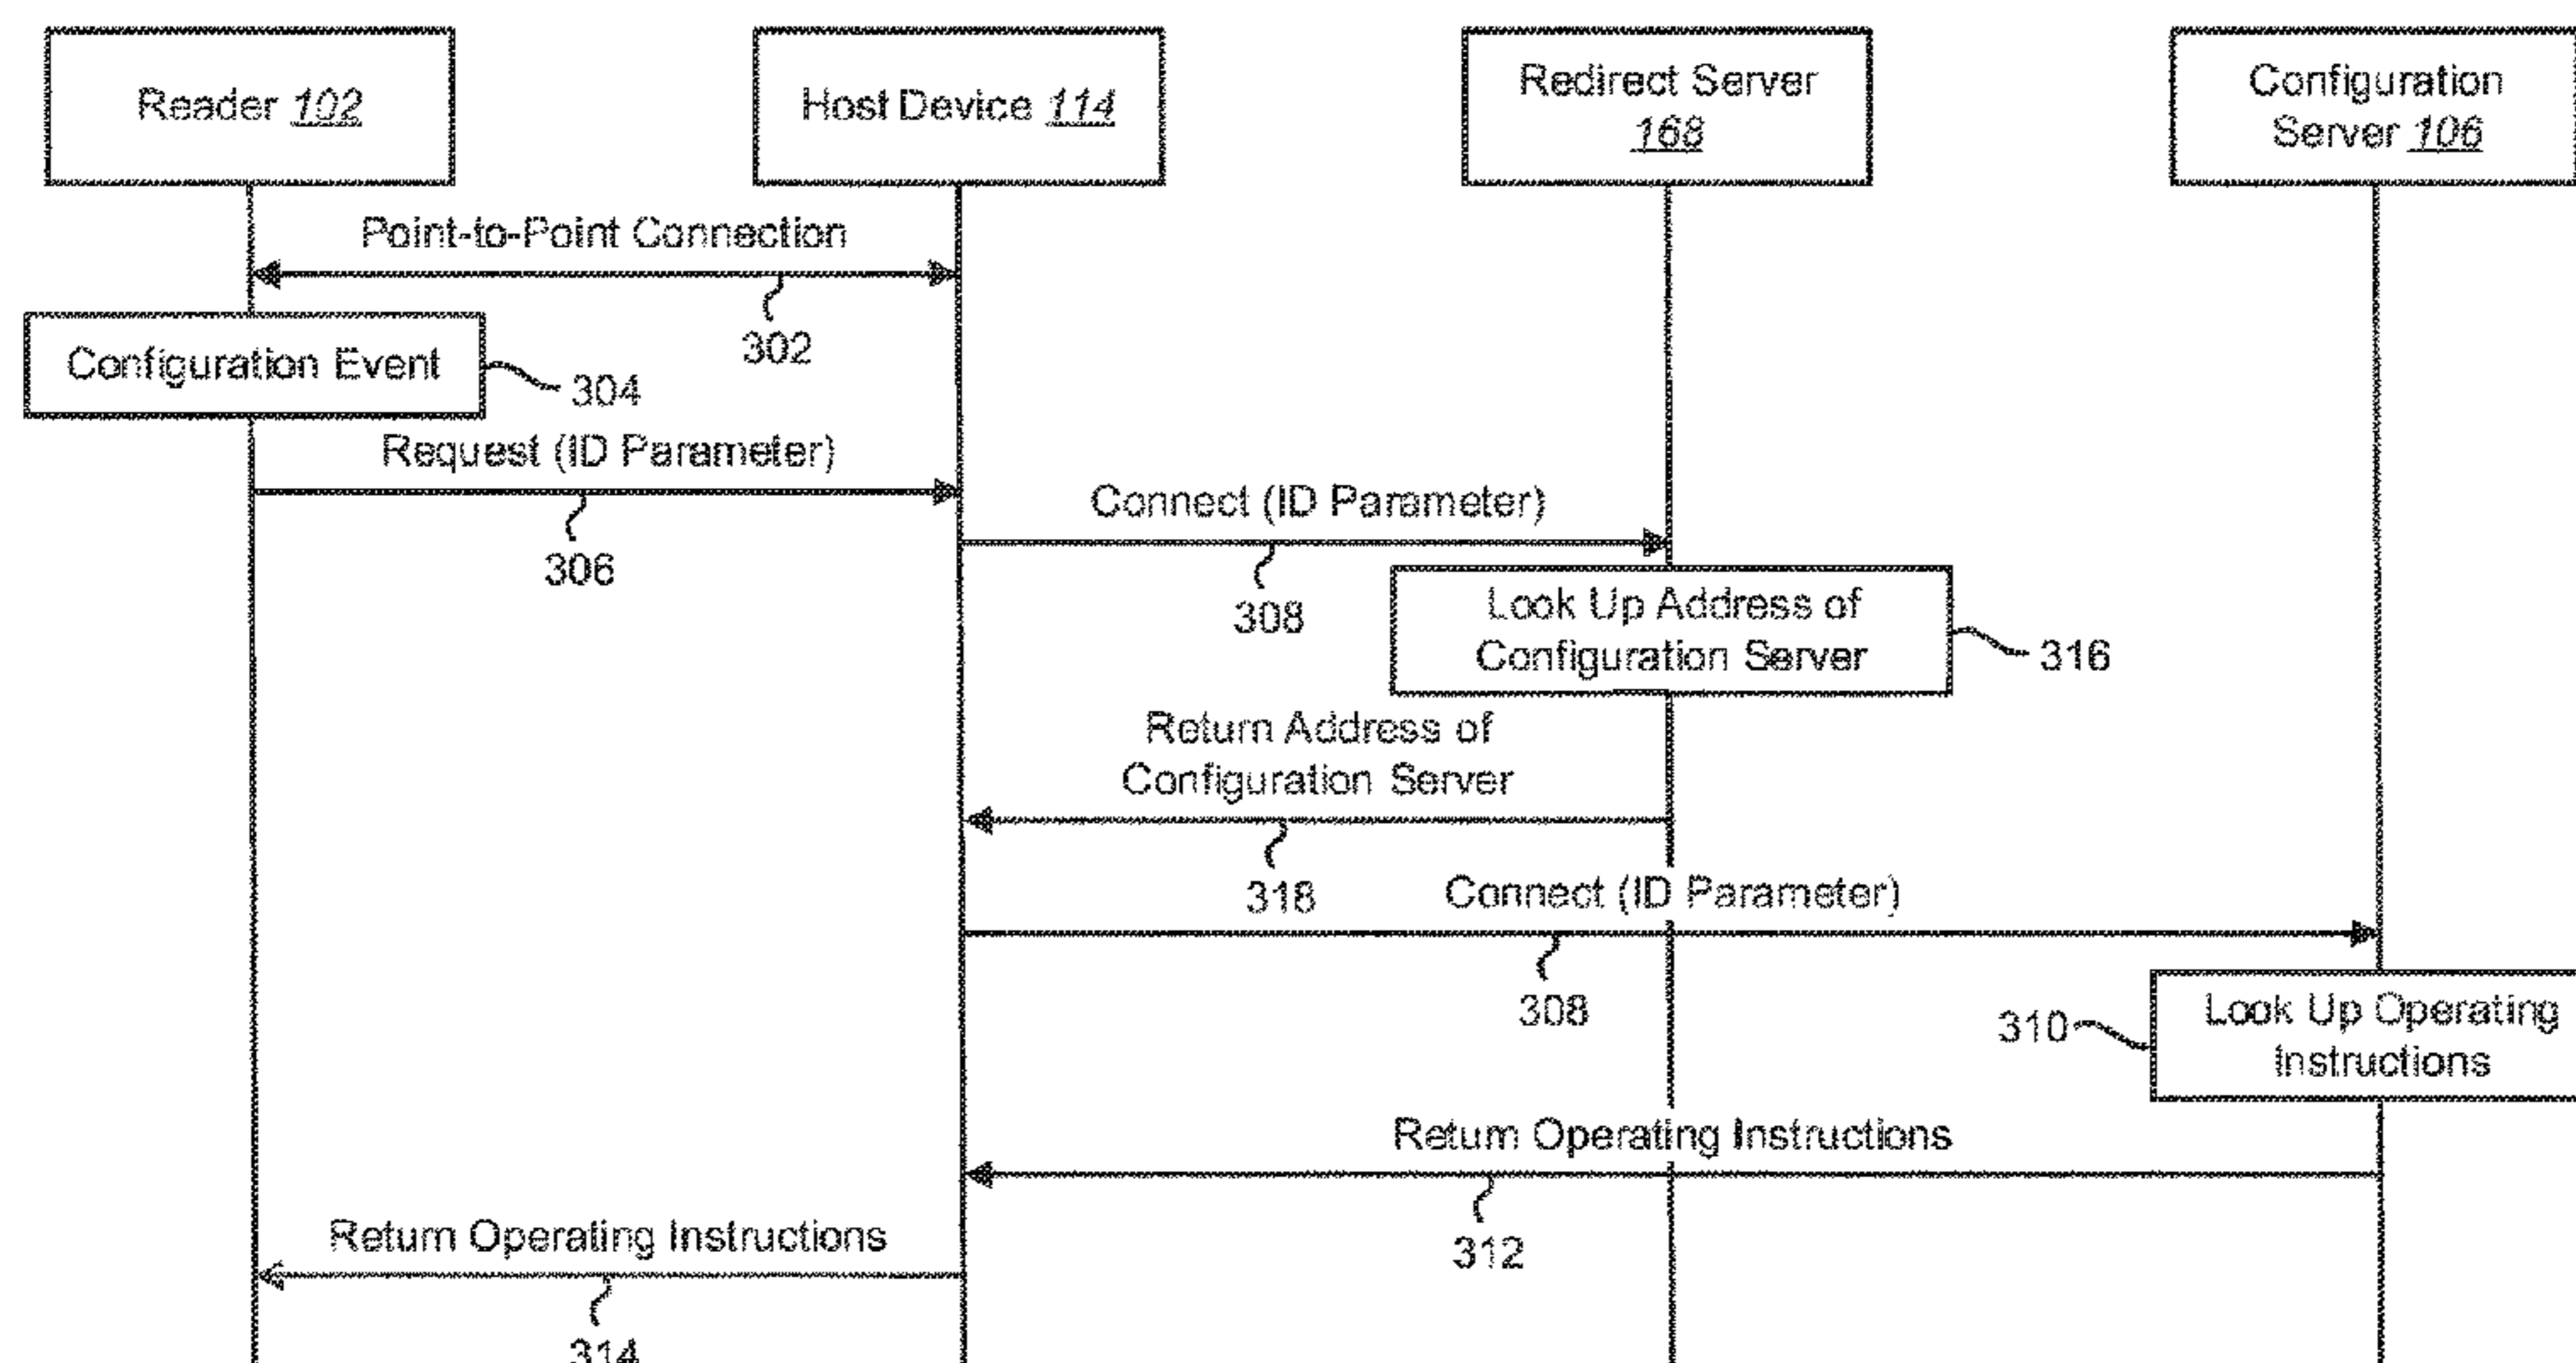 Reader 102
Host Device 114
Redirect Server
168
Configuration
Server 106
Point-to-Point Connection
302
Configuration Event
304
Request (ID Parameter)
306
Connect (ID Parameter)
308
Look Up Address of
Configuration Server
316
Return Address of
Configuration Server
318
Connect (ID Parameter)
308
310
Look Up Operating
Instructions
Return Operating Instructions
312
Return Operating Instructions
314